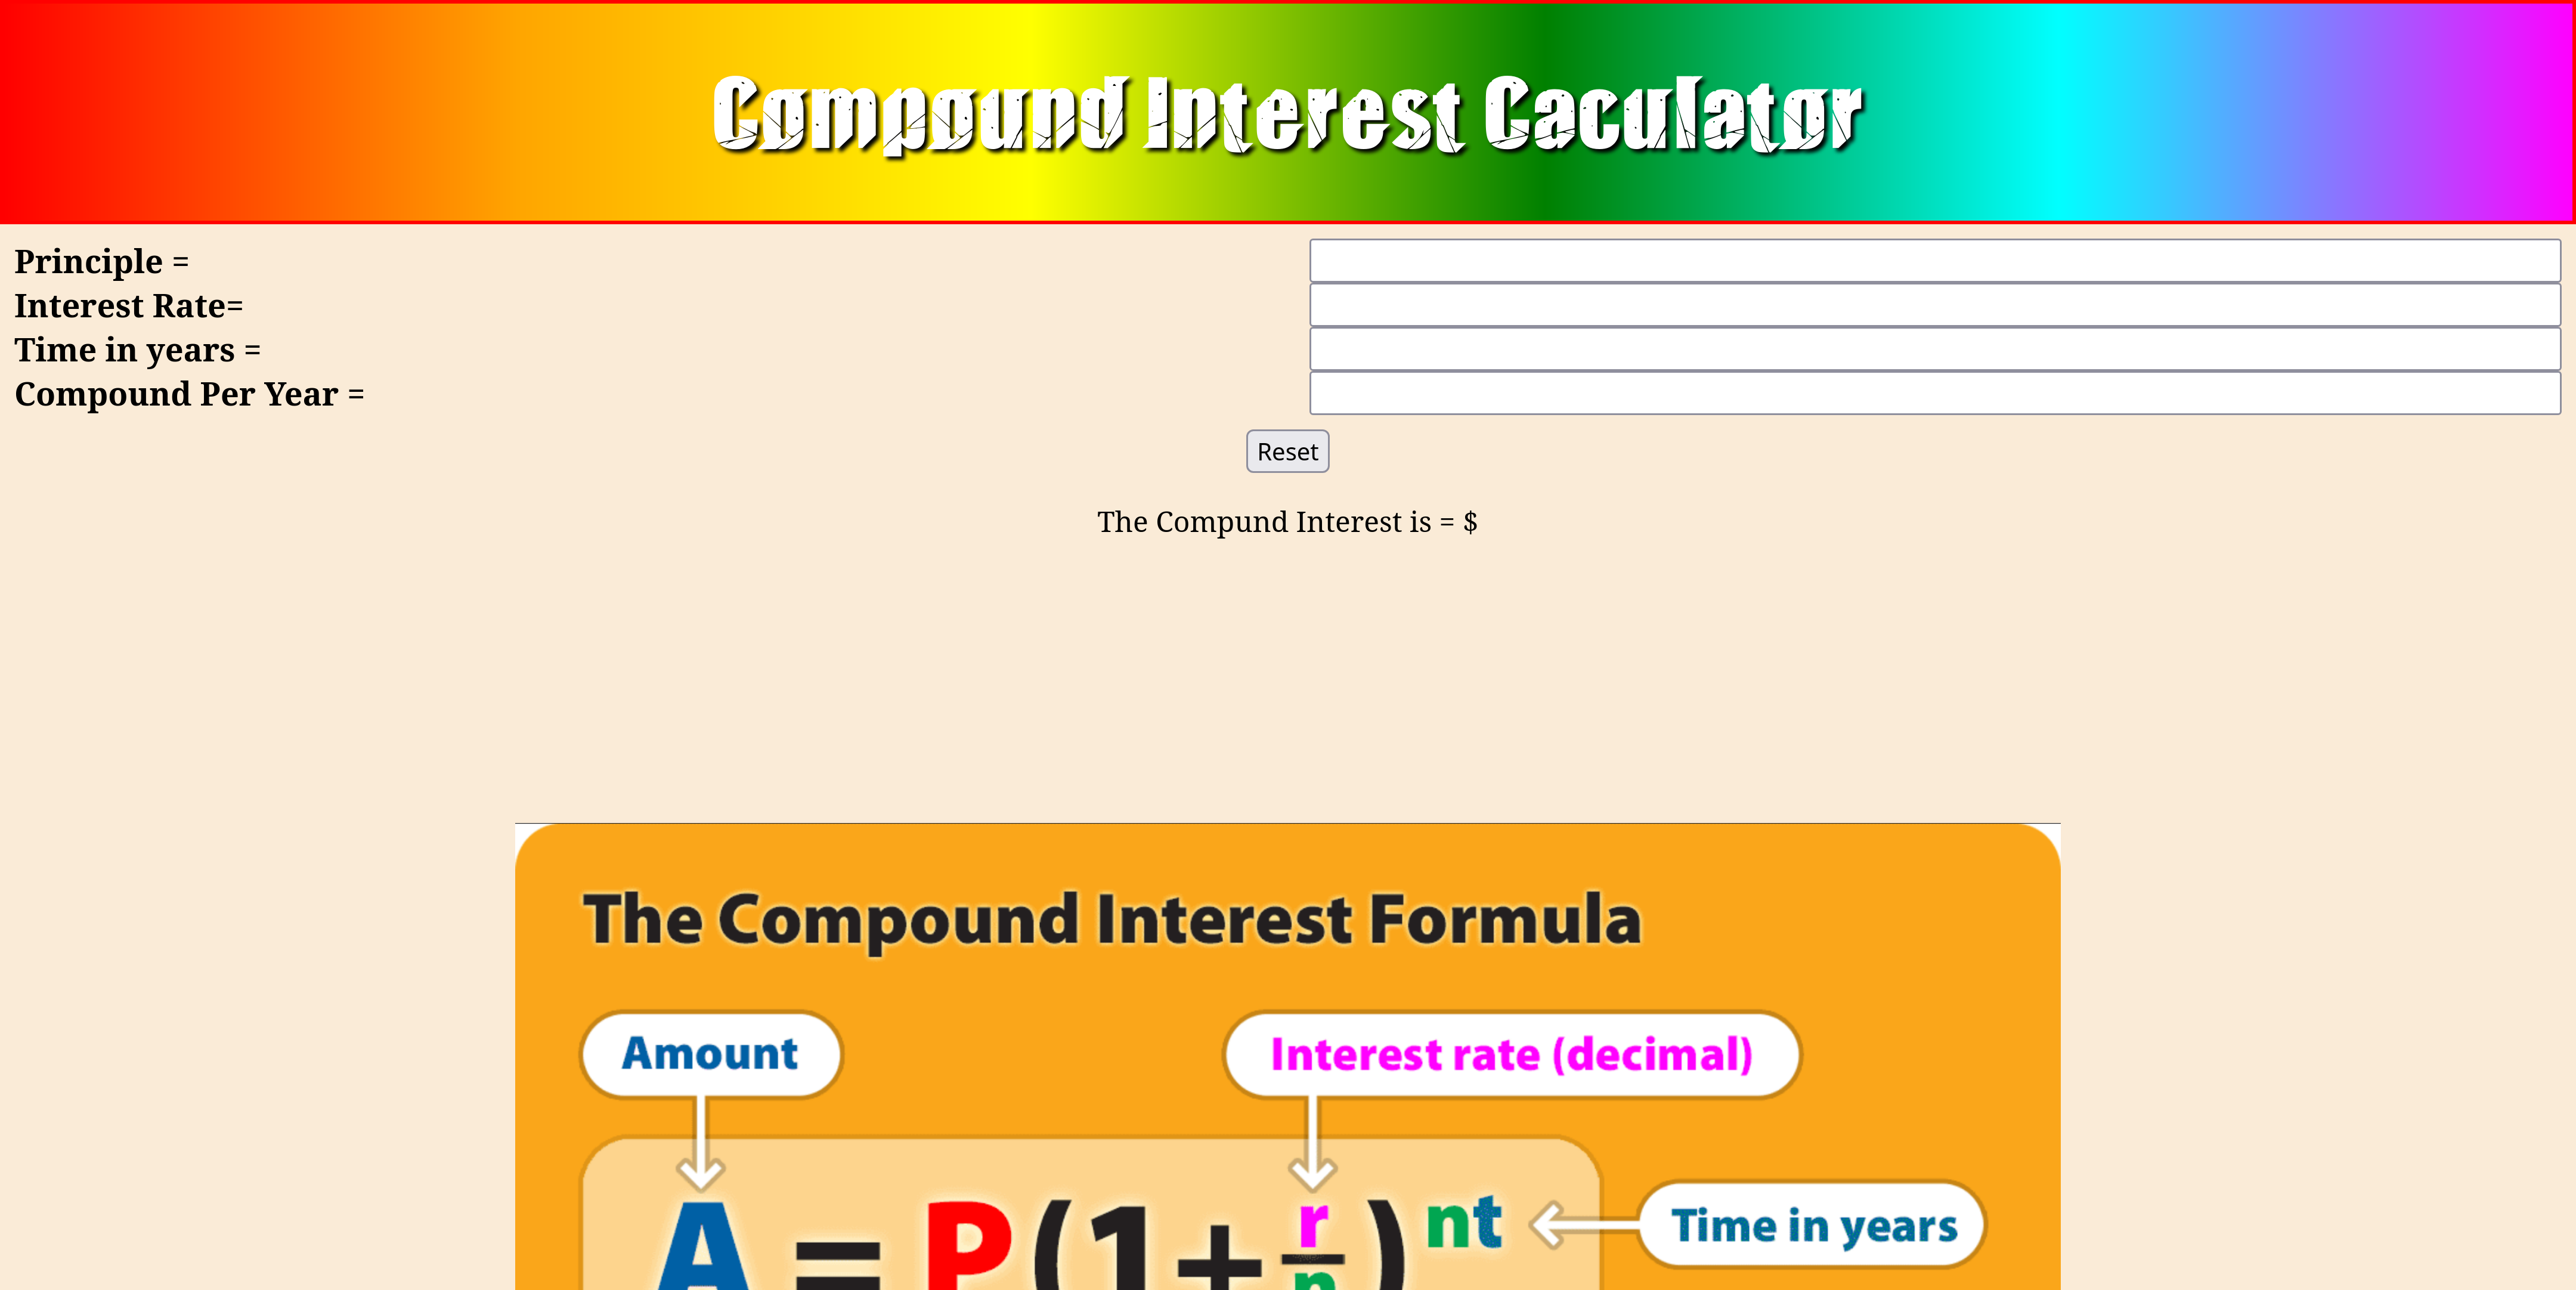 Compound Interest Caculator
Principle =
Interest Rate=
Time in years =
Compound Per Year =
Reset
The Compund Interest is = $
The Compound Interest Formula
Amount
Interest rate (decimal)
A = P(1+r/n)nt
Time in years